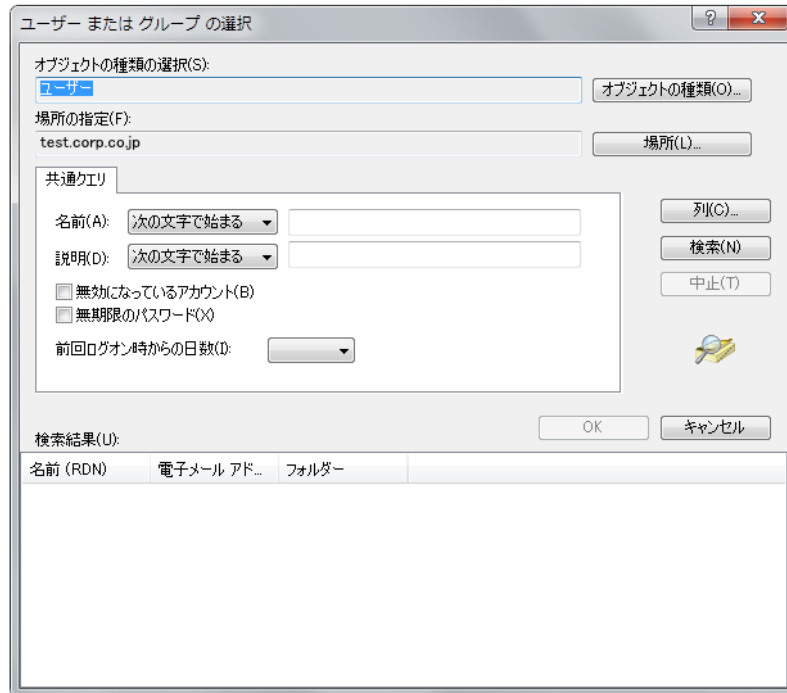 ユーザー または グループ の選択
オブジェクトの種類の選択(S):
ユーザー
オブジェクトの種類(O)...
場所の指定(F):
test.corp.co.jp
場所(L)...
共通クエリ
名前(A):
次の文字で始まる
列(C)...
説明(D):
次の文字で始まる
検索(N)
無効になっているアカウント(B)
中止(T)
無期限のパスワード(X)
前回ログオン時からの日数(I):
OK
キャンセル
検索結果(U):
名前 (RDN)
電子メール アド...
フォルダー